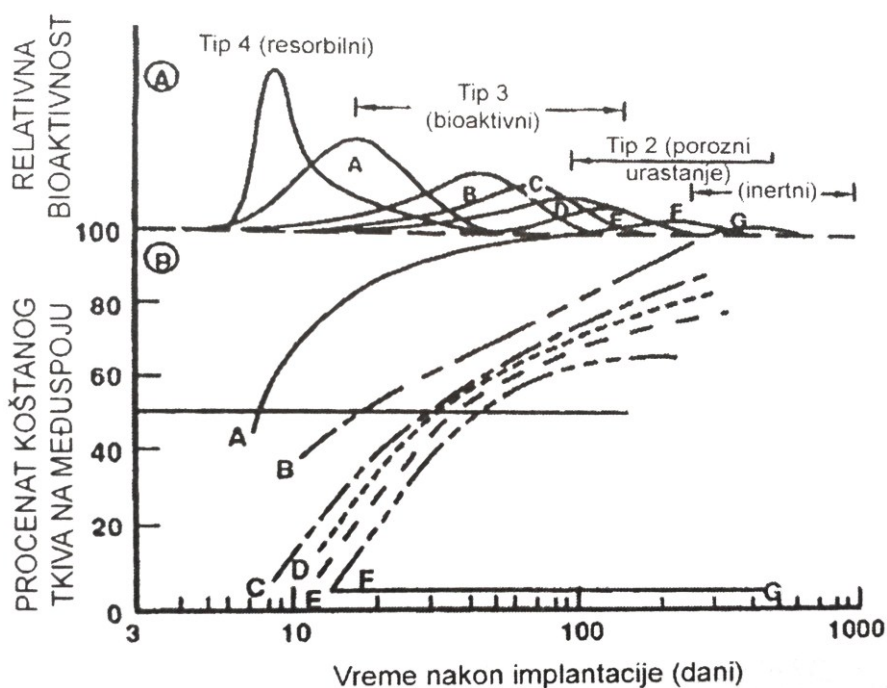 Tip 4 (resorbilni)
A
Tip 3
(bioaktivni)
Tip 2 (porozni
urastanje)
(inertni)
A
B
C
D
E
F
G
RELATIVNA
BIOAKTIVNOST
100
B
80
60
40
20
0
PROCENAT KOŠTANOG
TKIVA NA MEĐUSPOJU
A
B
C
D
E
F
G
3
10
100
1000
Vreme nakon implantacije (dani)